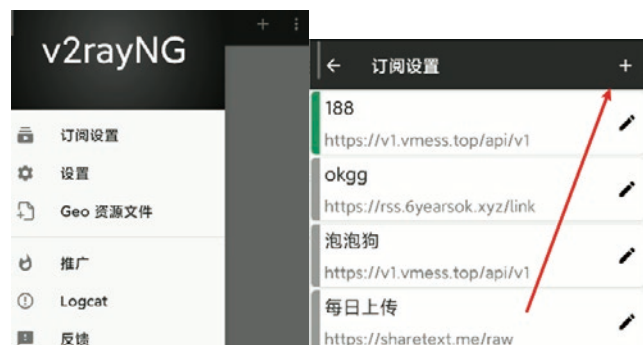 v2rayNG
订阅设置
设置
Geo 资源文件
推广
Logcat
反馈
订阅设置
188
https://v1.vmess.top/api/v1
okgg
https://rss.6yearsok.xyz/link
泡泡狗
https://v1.vmess.top/api/v1
每日上传
https://sharetext.me/raw